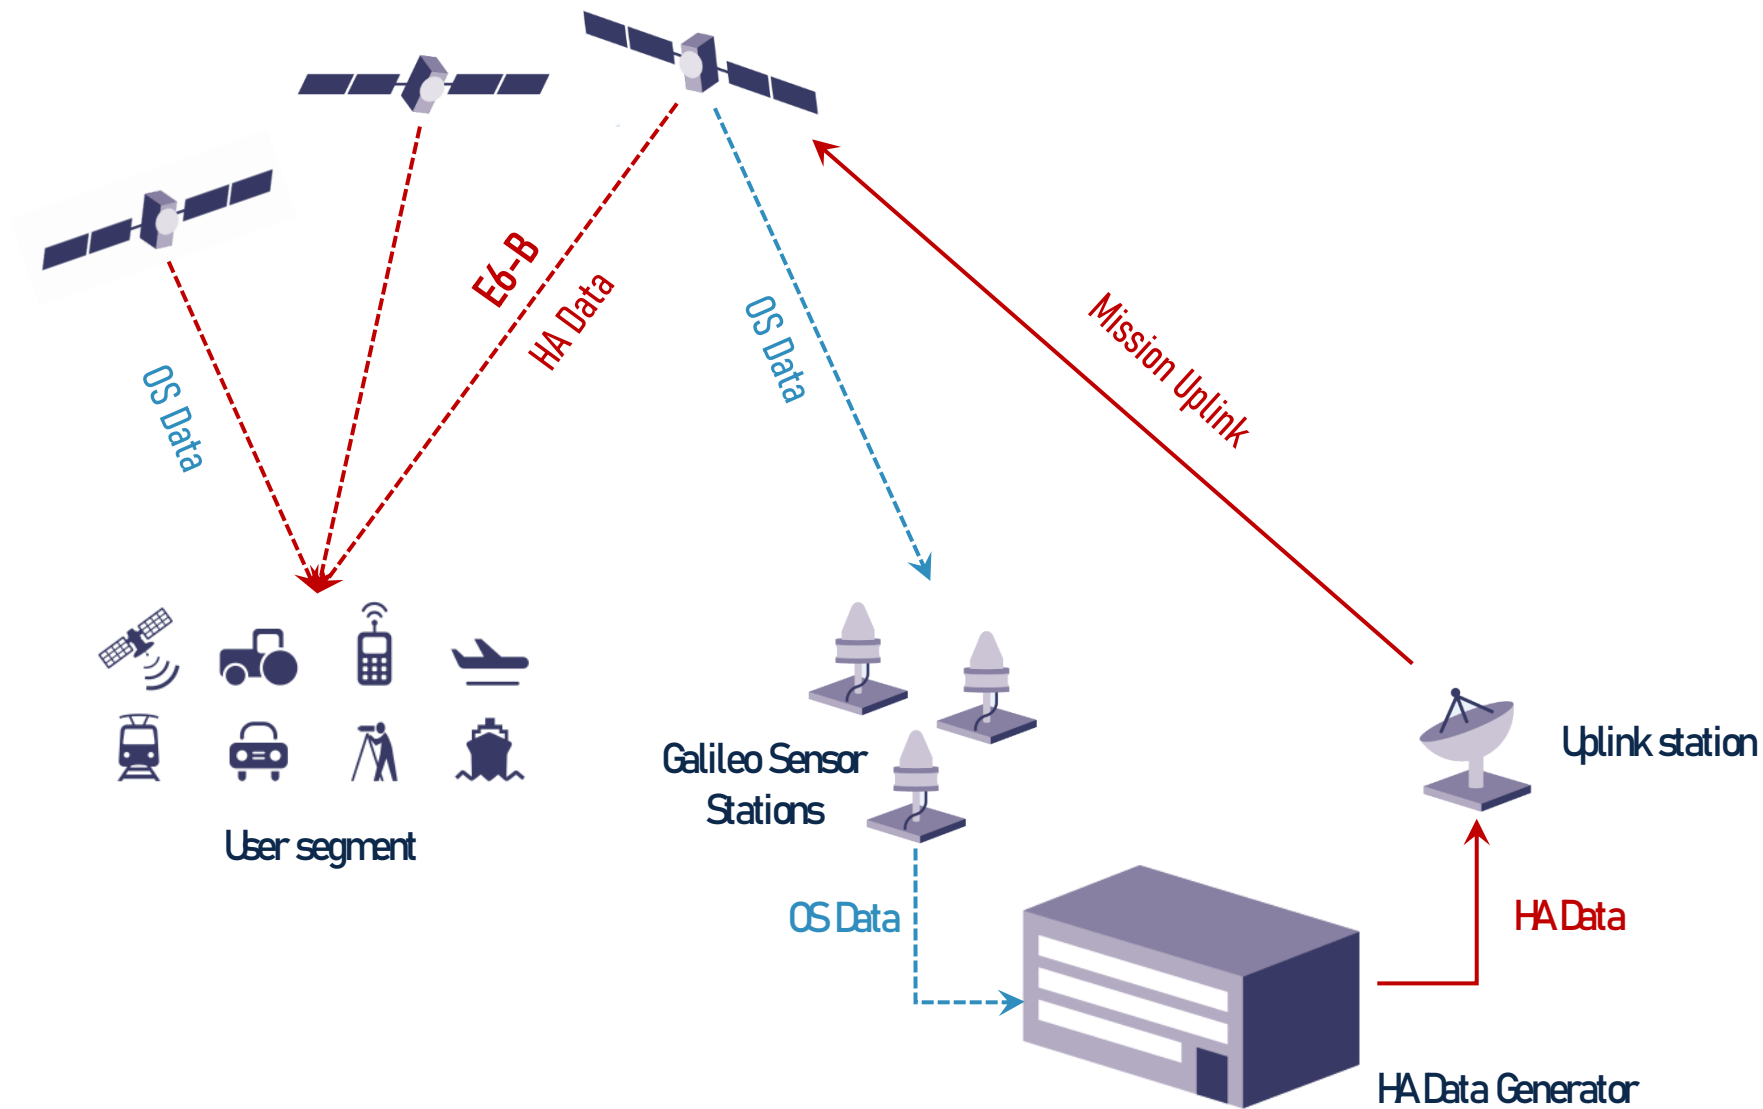 E6-B
HA Data
OS Data
OS Data
Mission Uplink
Galileo Sensor
Stations
Uplink station
User segment
OS Data
HA Data
HA Data Generator